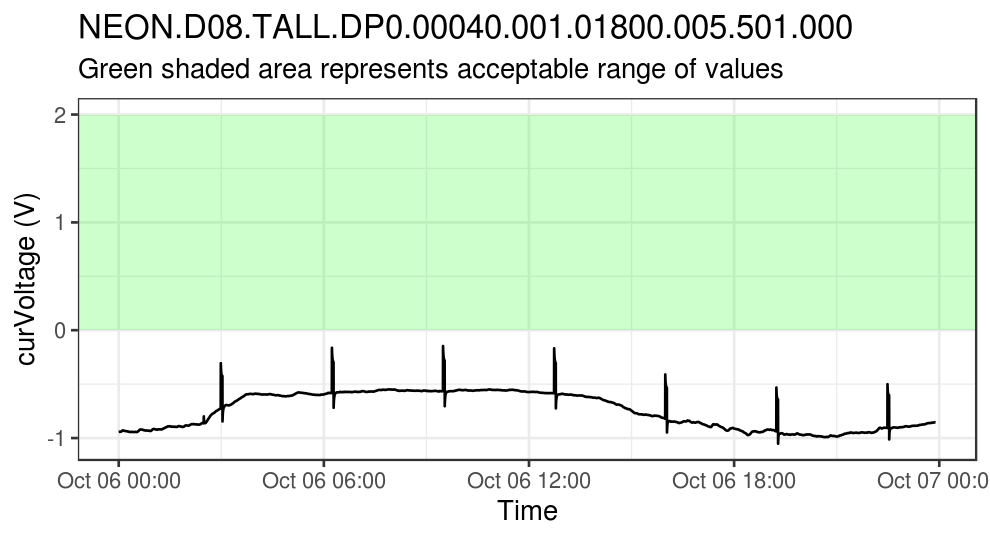 NEON.D08.TALL.DP0.00040.001.01800.005.501.000
Green shaded area represents acceptable range of values
curVoltage (V)
2
1
0
-1
Oct 06 00:00 Oct 06 06:00 Oct 06 12:00 Oct 06 18:00 Oct 07 00:0
Time